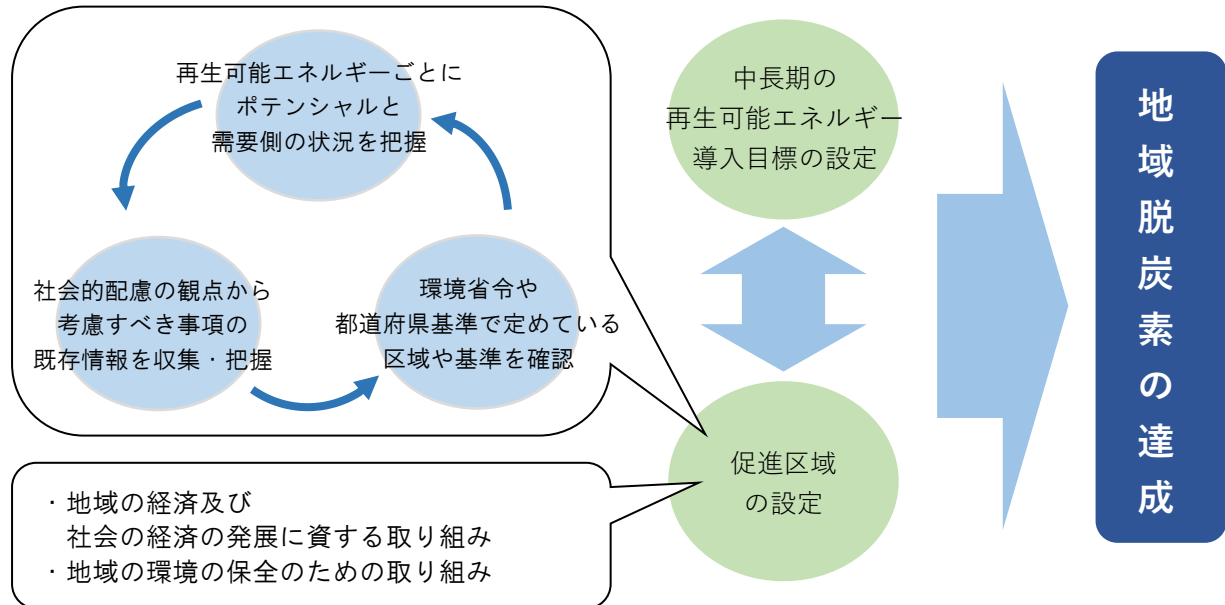 再生可能エネルギーごとに
ポテンシャルと
需要側の状況を把握
社会的配慮の観点から
考慮すべき事項の
既存情報を収集・把握
環境省令や
都道府県基準で定めている
区域や基準を確認
・地域の経済及び
社会の経済の発展に資する取り組み
・地域の環境の保全のための取り組み
中長期の
再生可能エネルギー
導入目標の設定
促進区域
の設定
地域脱炭素の達成